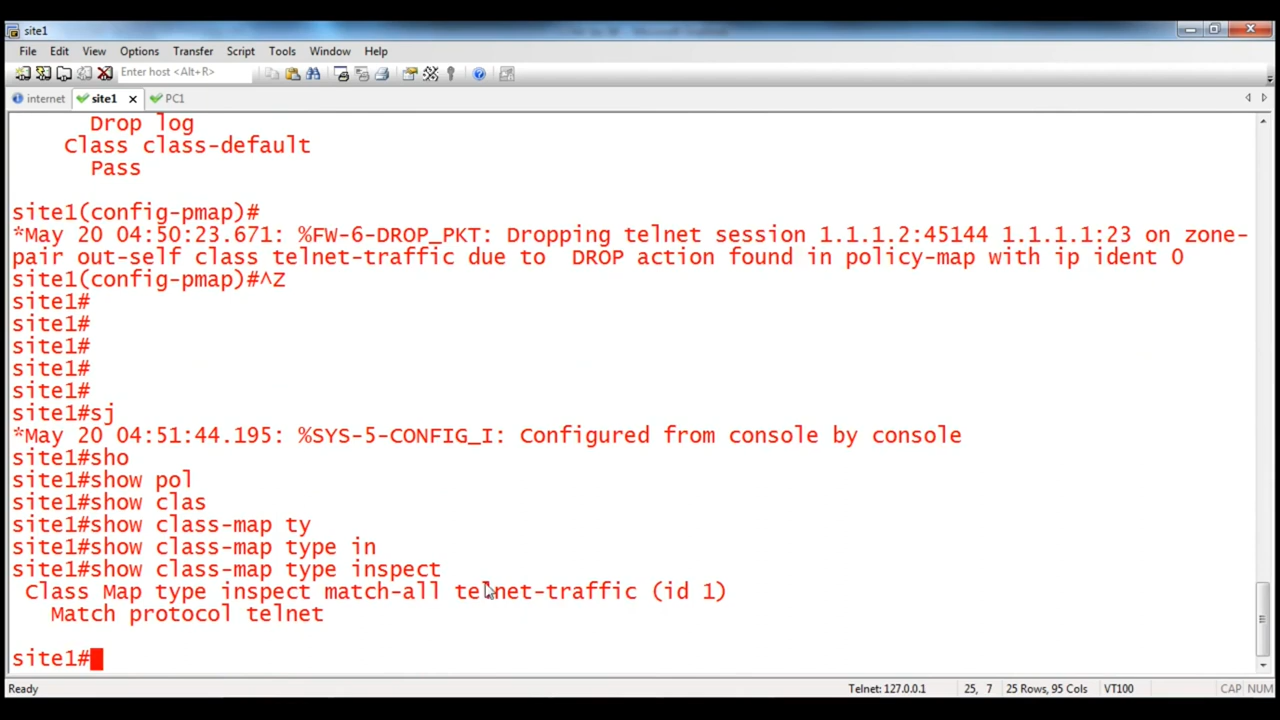 site1
File Edit View Options Transfer Script Tools Window Help
Enter host <Alt+R>
internet site1 PC1
Drop log
Class class-default
Pass
site1(config-pmap)#
*May 20 04:50:23.671: %FW-6-DROP_PKT: Dropping telnet session 1.1.1.2:45144 1.1.1.1:23 on zone-
pair out-self class telnet-traffic due to  DROP action found in policy-map with ip ident 0
site1(config-pmap)#^Z
site1#
site1#
site1#
site1#
site1#
site1#sj
*May 20 04:51:44.195: %SYS-5-CONFIG_I: Configured from console by console
site1#sho
site1#show pol
site1#show clas
site1#show class-map ty
site1#show class-map type in
site1#show class-map type inspect
Class Map type inspect match-all telnet-traffic (id 1)
Match protocol telnet
site1#
Ready Telnet: 127.0.0.1 25, 7 25 Rows, 95 Cols VT100 CAP NUM